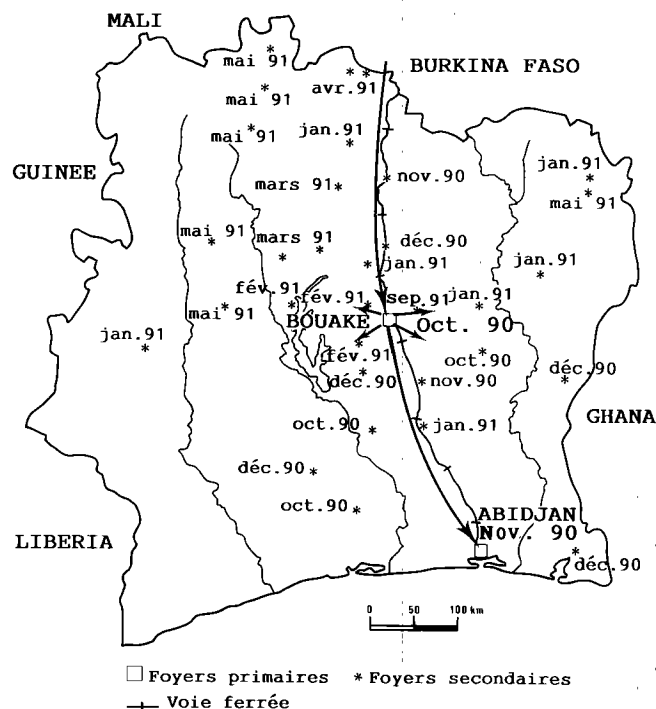 MALI
mai 91
BURKINA FASO
avr.91
mai 91
mai 91
jan.91
GUINEE
jan.91
nov.90
mars 91
mai 91
mai 91
mars 91
déc.90
jan.91
jan.91
fév.91
fév.91
sep.91
jan.91
mai 91
BOUAKE
Oct. 90
jan.91
fév.91
oct.90
déc.90
déc.90
nov.90
GHANA
oct.90
jan.91
déc.90
oct.90
ABIDJAN
Nov. 90
LIBERIA
déc.90
0 50 100 km
Foyers primaires * Foyers secondaires
Voie ferrée